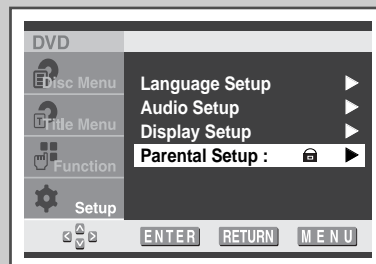 DVD
Disc Menu
Title Menu
Function
Setup
Language Setup
Audio Setup
Display Setup
Parental Setup :
ENTER RETURN MENU